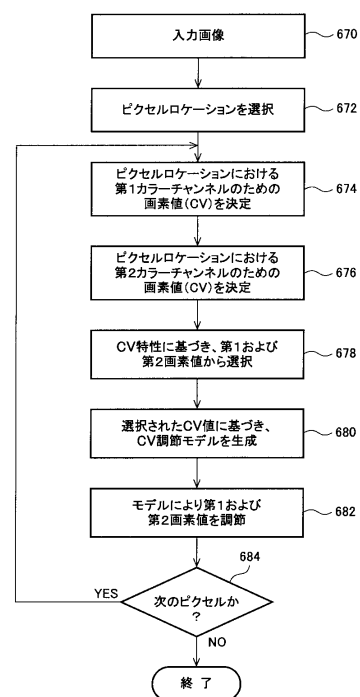 入力画像
670
ピクセルロケーションを選択
672
ピクセルロケーションにおける
第1カラーチャンネルのための
画素値(CV)を決定
674
ピクセルロケーションにおける
第2カラーチャンネルのための
画素値(CV)を決定
676
CV特性に基づき、第1および
第2画素値から選択
678
選択されたCV値に基づき、
CV調節モデルを生成
680
モデルにより第1および
第2画素値を調節
682
684
YES
次のピクセルか
?
NO
終了